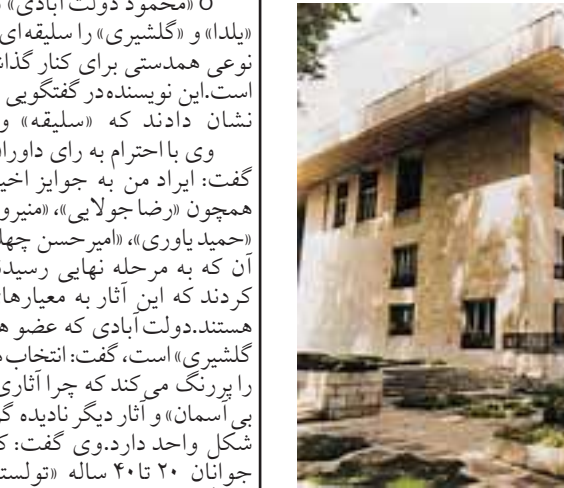 o «محمود دولت آبادی»
«یلدا» و «گلشیری» را سلیقه‌ای
نوعی همدستی برای کنار گذا
است.این نویسنده‌در گفتگویی
نشان دادند که «سلیقه» و
وی با احترام به رای داورا
گفت: ایراد من به جوایز اخی
همچون «رضا جولایی»، «منیرو
«حمید یاوری»، «امیرحسن چها
آن که به مرحله نهایی رسید
کردند که این آثار به معیارها
هستند.دولت آبادی که عضو ه
گلشیری» است، گفت: انتخاب‌ه
را پررنگ می‌کند که چرا آثاری
بی آسمان» و آثار دیگر نادیده گ
شکل واحد دارد.وی گفت: ک
جوانان ۲۰ تا ۴۰ ساله «تولست